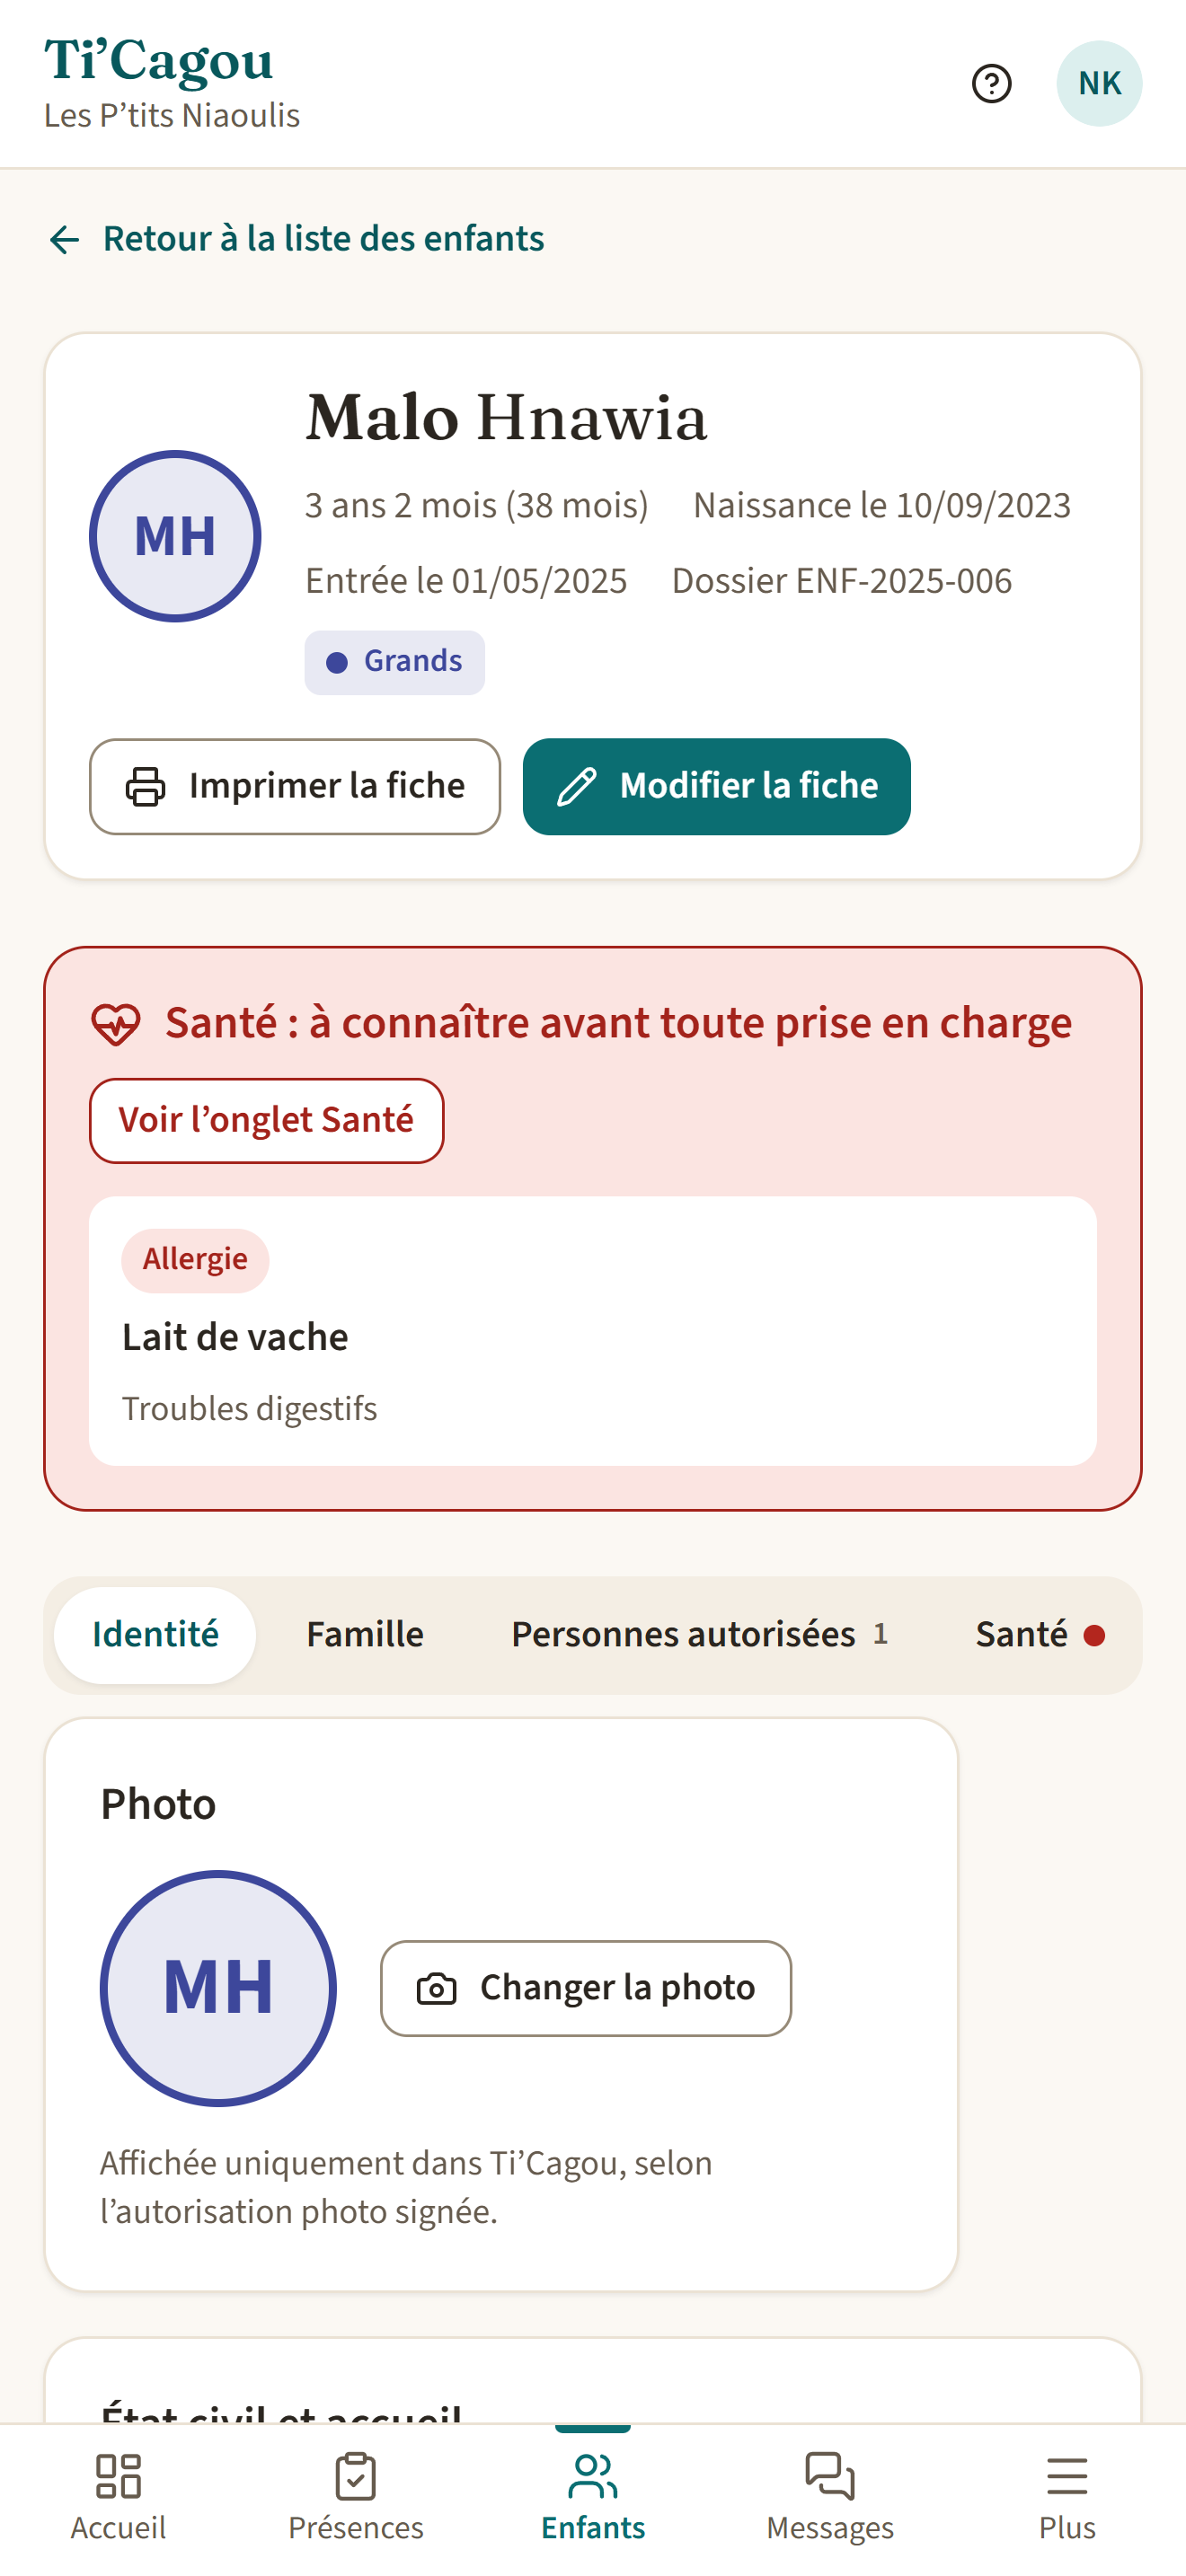 Ti’Cagou
Les P’tits Niaoulis
NK
Retour à la liste des enfants
Malo Hnawia
MH
3 ans 2 mois (38 mois) Naissance le 10/09/2023
Entrée le 01/05/2025 Dossier ENF-2025-006
Grands
Imprimer la fiche Modifier la fiche
Santé : à connaître avant toute prise en charge
Voir l’onglet Santé
Allergie
Lait de vache
Troubles digestifs
Identité Famille Personnes autorisées 1 Santé
Photo
MH
Changer la photo
Affichée uniquement dans Ti’Cagou, selon
l’autorisation photo signée.
État civil et accueil
Accueil Présences Enfants Messages Plus